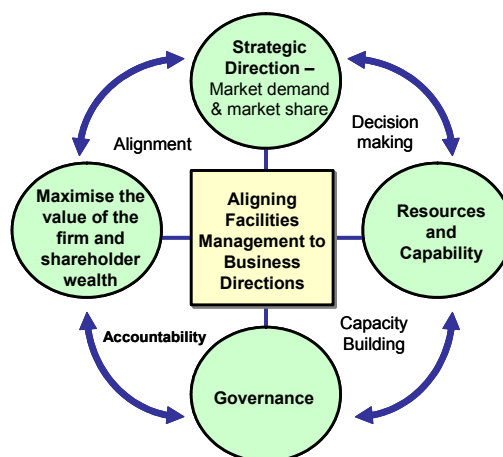 Strategic
Direction –
Market demand
& market share
Alignment
Decision
making
Maximise the
value of the
firm and
shareholder
wealth
Aligning
Facilities
Management to
Business
Directions
Resources
and
Capability
Accountability
Capacity
Building
Governance